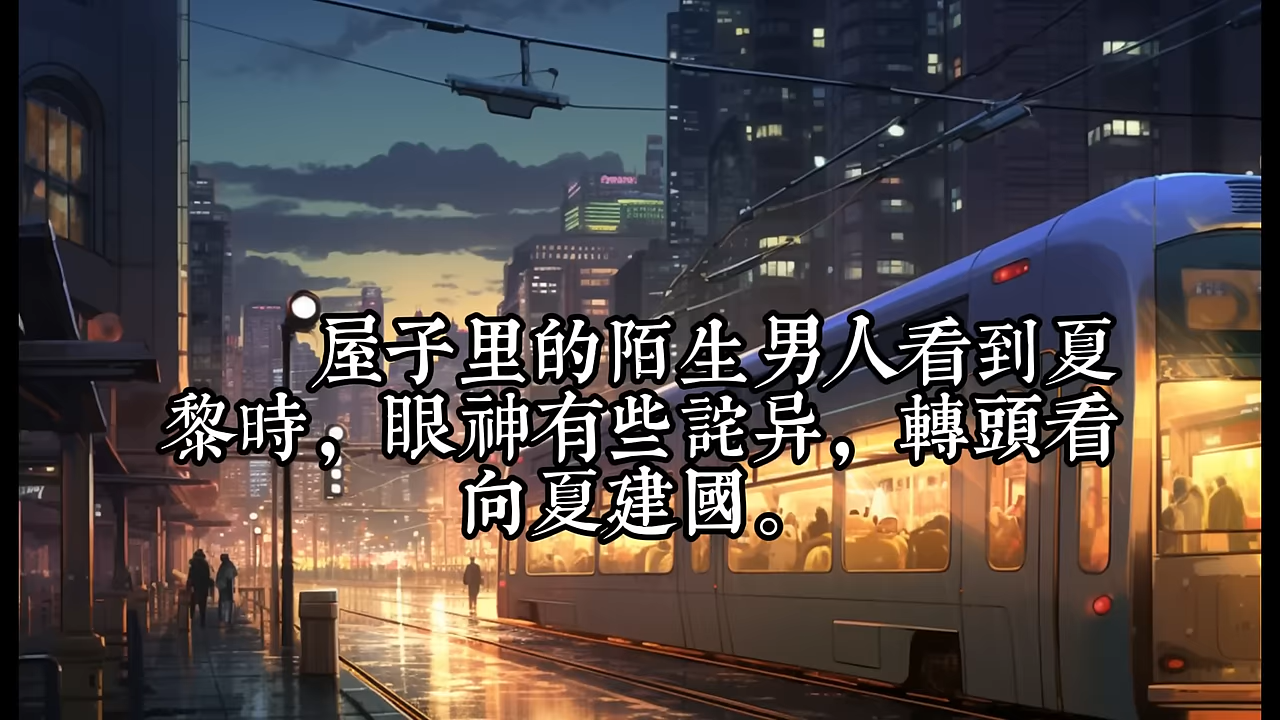 屋子里的陌生男人看到夏
黎時，眼神有些詫异，轉頭看
向夏建國。